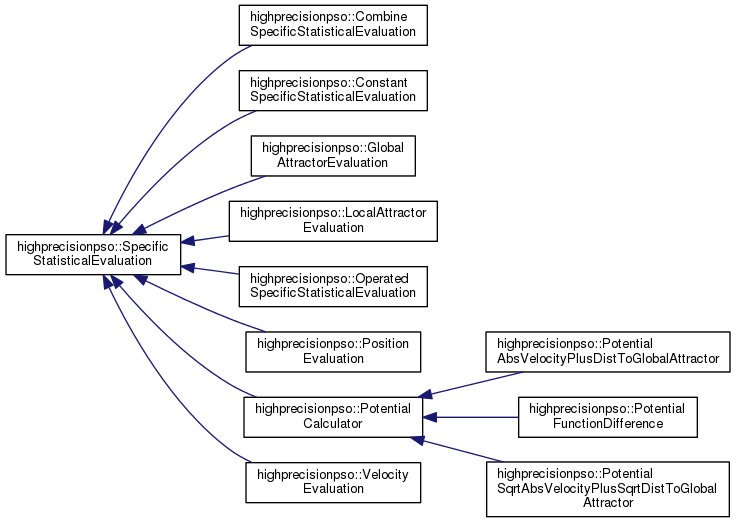 highprecisionpso::Combine
SpecificStatisticalEvaluation
highprecisionpso::Constant
SpecificStatisticalEvaluation
highprecisionpso::Global
AttractorEvaluation
highprecisionpso::LocalAttractor
Evaluation
highprecisionpso::Specific
StatisticalEvaluation
highprecisionpso::Operated
SpecificStatisticalEvaluation
highprecisionpso::Position
Evaluation
highprecisionpso::Potential
Calculator
highprecisionpso::Velocity
Evaluation
highprecisionpso::Potential
AbsVelocityPlusDistToGlobalAttractor
highprecisionpso::Potential
FunctionDifference
highprecisionpso::Potential
SqrtAbsVelocityPlusSqrtDistToGlobal
Attractor